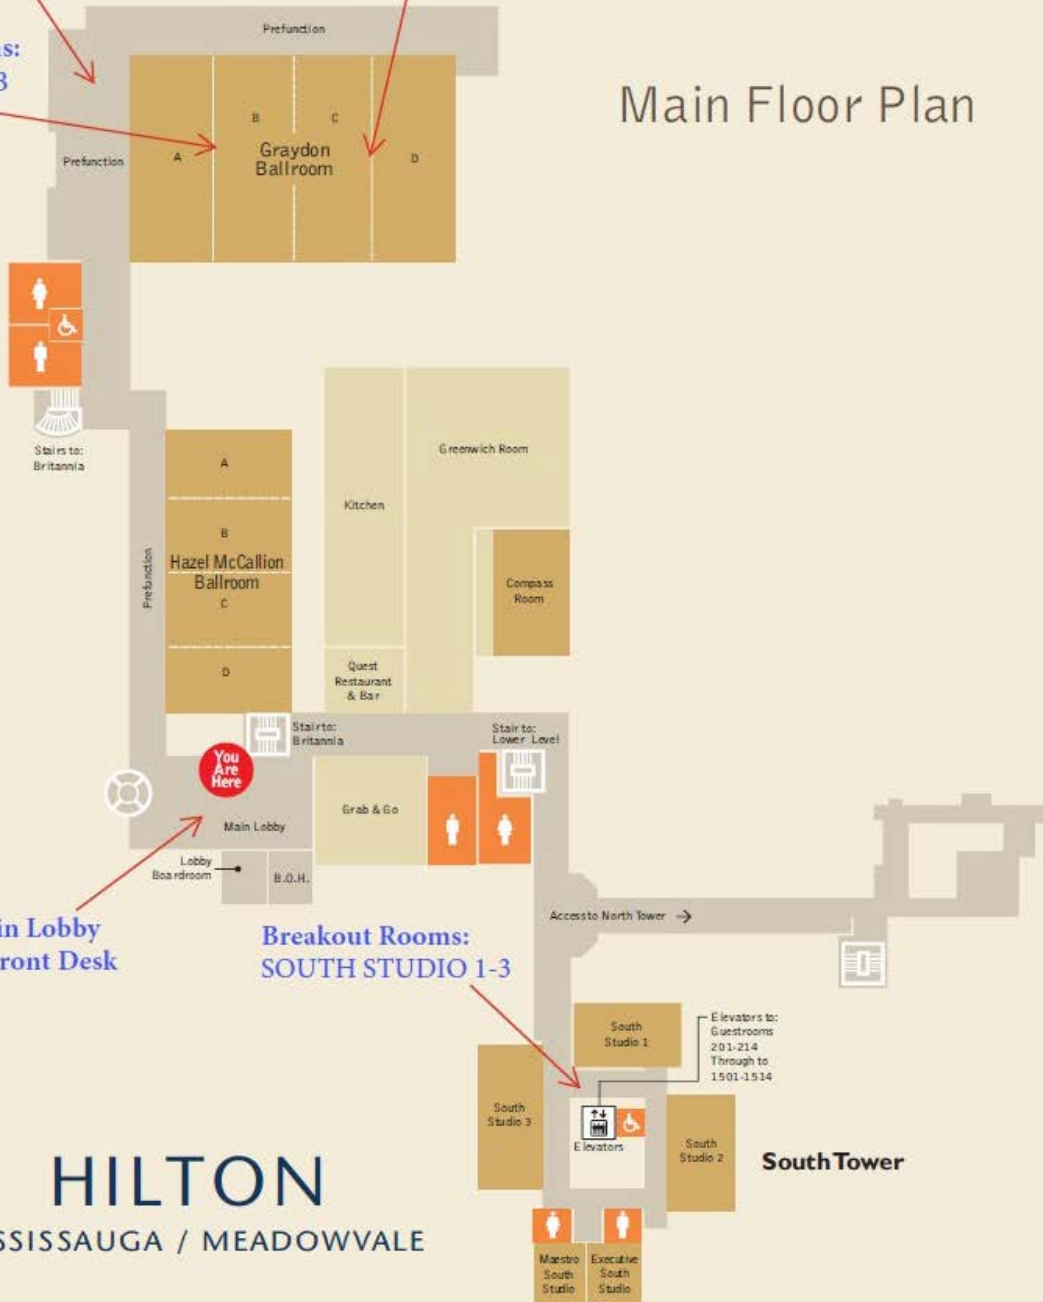 Prefunction
Main Floor Plan
B
C
Graydon
Ballroom
A
D
Prefunction
Stairs to:
Britannia
A
B
Hazel McCallion
Ballroom
C
D
Prefunction
Kitchen
Greenwich Room
Compass
Room
Quest
Restaurant
& Bar
Stair to:
Britannia
Stair to:
Lower Level
You
Are
Here
Grab & Go
Main Lobby
Lobby
Boardroom
B.O.H.
Access to North Tower →
Lobby
Desk
Breakout Rooms:
SOUTH STUDIO 1-3
South
Studio 1
Elevators to:
Guestrooms
201-214
Through to
1501-1514
South
Studio 3
Elevators
South
Studio 2
South Tower
HILTON
SSISSAUGA / MEADOWVALE
Maestro
South
Studio
Executive
South
Studio